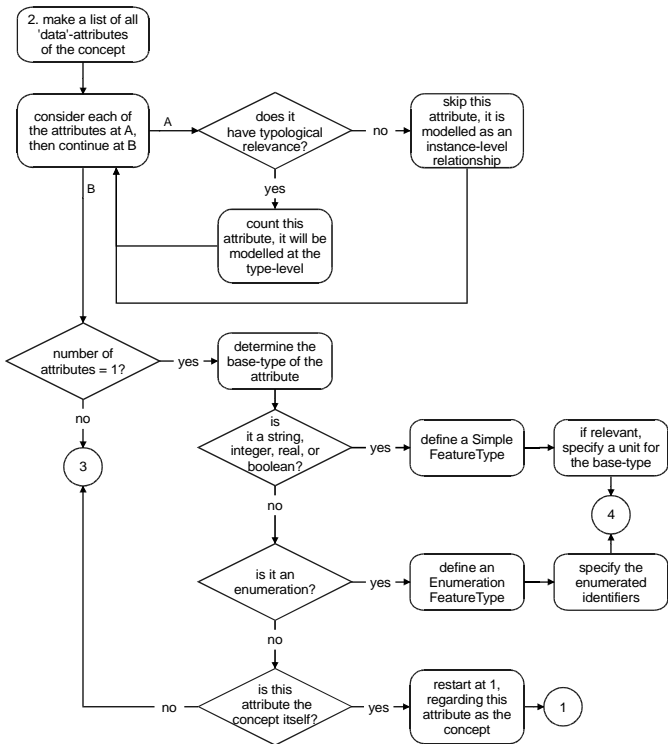 2. make a list of all
'data'-attributes
of the concept
consider each of
the attributes at A,
then continue at B
A
does it
have typological
relevance?
no
skip this
attribute, it is
modelled as an
instance-level
relationship
B
yes
count this
attribute, it will be
modelled at the
type-level
number of
attributes = 1?
yes
determine the
base-type of the
attribute
no
3
is
it a string,
integer, real, or
boolean?
yes
define a Simple
FeatureType
if relevant,
specify a unit for
the base-type
4
no
is it an
enumeration?
yes
define an
Enumeration
FeatureType
specify the
enumerated
identifiers
no
is this
attribute the
concept itself?
no
yes
restart at 1,
regarding this
attribute as the
concept
1